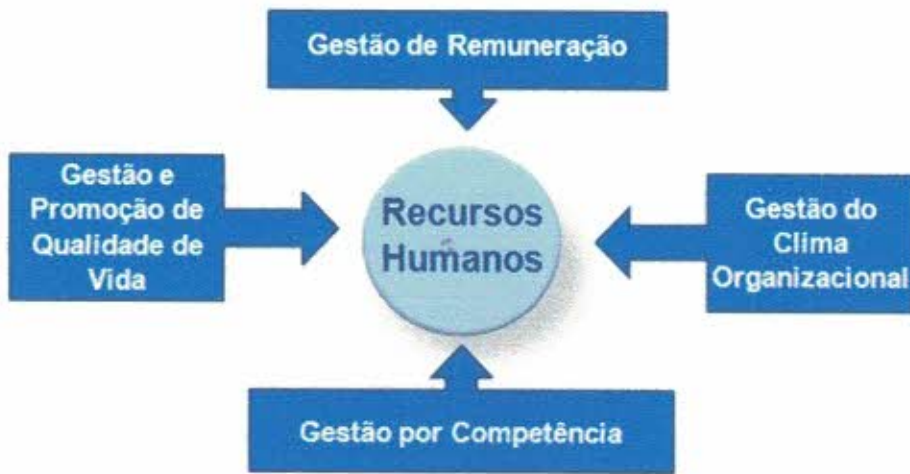 Gestão de Remuneração
Gestão e
Promoção de
Qualidade de
Vida
Recursos
Humanos
Gestão do
Clima
Organizacional
Gestão por Competência